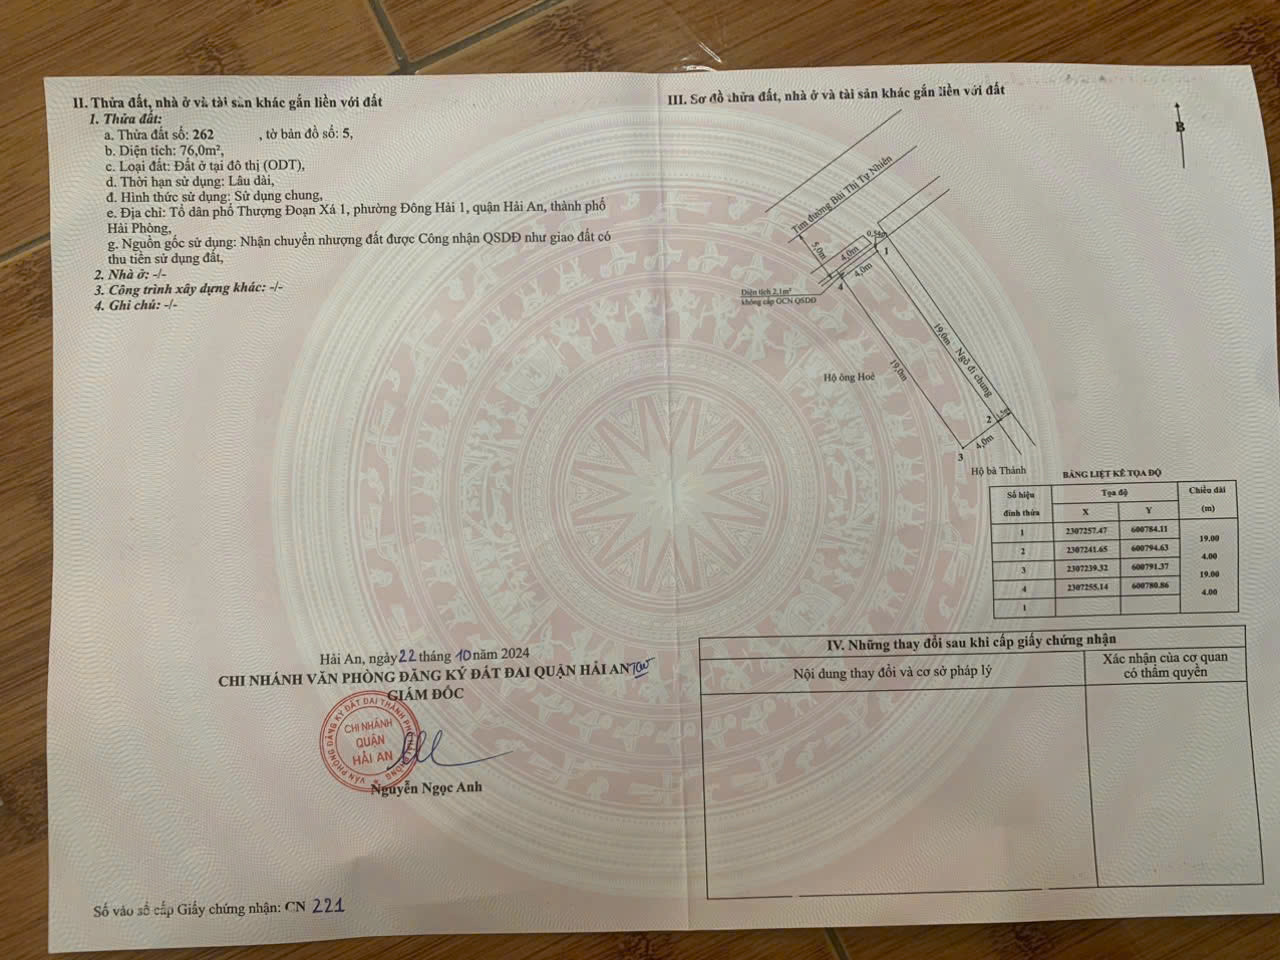 II. Thửa đất, nhà ở và tài sản khác gắn liền với đất
1. Thửa đất:
a. Thửa đất số: 262 , tờ bản đồ số: 5,
b. Diện tích: 76,0m²,
c. Loại đất: Đất ở tại đô thị (ODT),
d. Thời hạn sử dụng: Lâu dài,
đ. Hình thức sử dụng: Sử dụng chung,
e. Địa chỉ: Tổ dân phố Thượng Đoạn Xá 1, phường Đông Hải 1, quận Hải An, thành phố
Hải Phòng,
g. Nguồn gốc sử dụng: Nhận chuyển nhượng đất được Công nhận QSDĐ như giao đất có
thu tiền sử dụng đất,
2. Nhà ở: -/-
3. Công trình xây dựng khác: -/-
4. Ghi chú: -/-
Hải An, ngày 22 tháng 10 năm 2024
CHI NHÁNH VĂN PHÒNG ĐĂNG KÝ ĐẤT ĐAI QUẬN HẢI AN
GIÁM ĐỐC
VĂN PHÒNG ĐĂNG KÝ ĐẤT ĐAI THÀNH PHỐ HẢI PHÒNG
CHI NHÁNH
QUẬN
HẢI AN
Nguyễn Ngọc Anh
Số vào sổ cấp Giấy chứng nhận: CN 221
III. Sơ đồ thửa đất, nhà ở và tài sản khác gắn liền với đất
B
Tim đường Bùi Thị Tự Nhiên
5,0m
4,0m
0,54m
1
4,0m
4
Diện tích 2,1m²
không cấp GCN QSDĐ
19,0m
Ngõ đi chung
19,0m
Hộ ông Hoè
2
4,0m
3
Hộ bà Thảnh
BẢNG LIỆT KÊ TỌA ĐỘ
Số hiệu đỉnh thửa Tọa độ Chiều dài (m)
X Y
1 2307257.47 600784.11
19.00
2 2307241.65 600794.63
4.00
3 2307239.32 600791.37
19.00
4 2307255.14 600780.86
4.00
1
IV. Những thay đổi sau khi cấp giấy chứng nhận
Nội dung thay đổi và cơ sở pháp lý
Xác nhận của cơ quan
có thẩm quyền